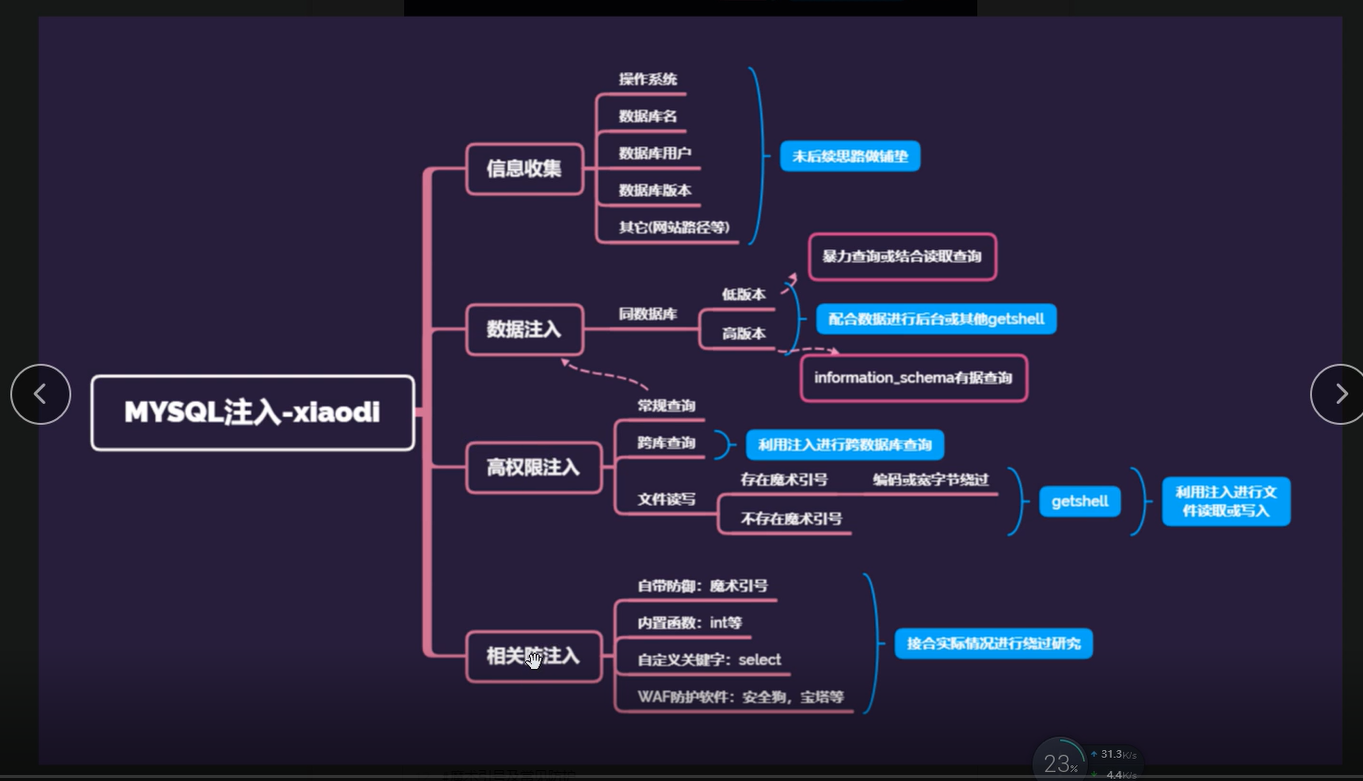 操作系统
数据库名
数据库用户
数据库版本
其它(网站路径等)
信息收集
未后续思路做铺垫
暴力查询或结合读取查询
低版本
同数据库
高版本
数据注入
配合数据进行后台或其他getshell
information_schema有据查询
MYSQL注入-xiaodi
常规查询
跨库查询
利用注入进行跨数据库查询
高权限注入
存在魔术引号
编码或宽字节绕过
文件读写
不存在魔术引号
getshell
利用注入进行文
件读取或写入
自带防御：魔术引号
内置函数：int等
相关防注入
自定义关键字：select
WAF防护软件：安全狗，宝塔等
接合实际情况进行绕过研究
23%
31.3K/s
4.4K/s